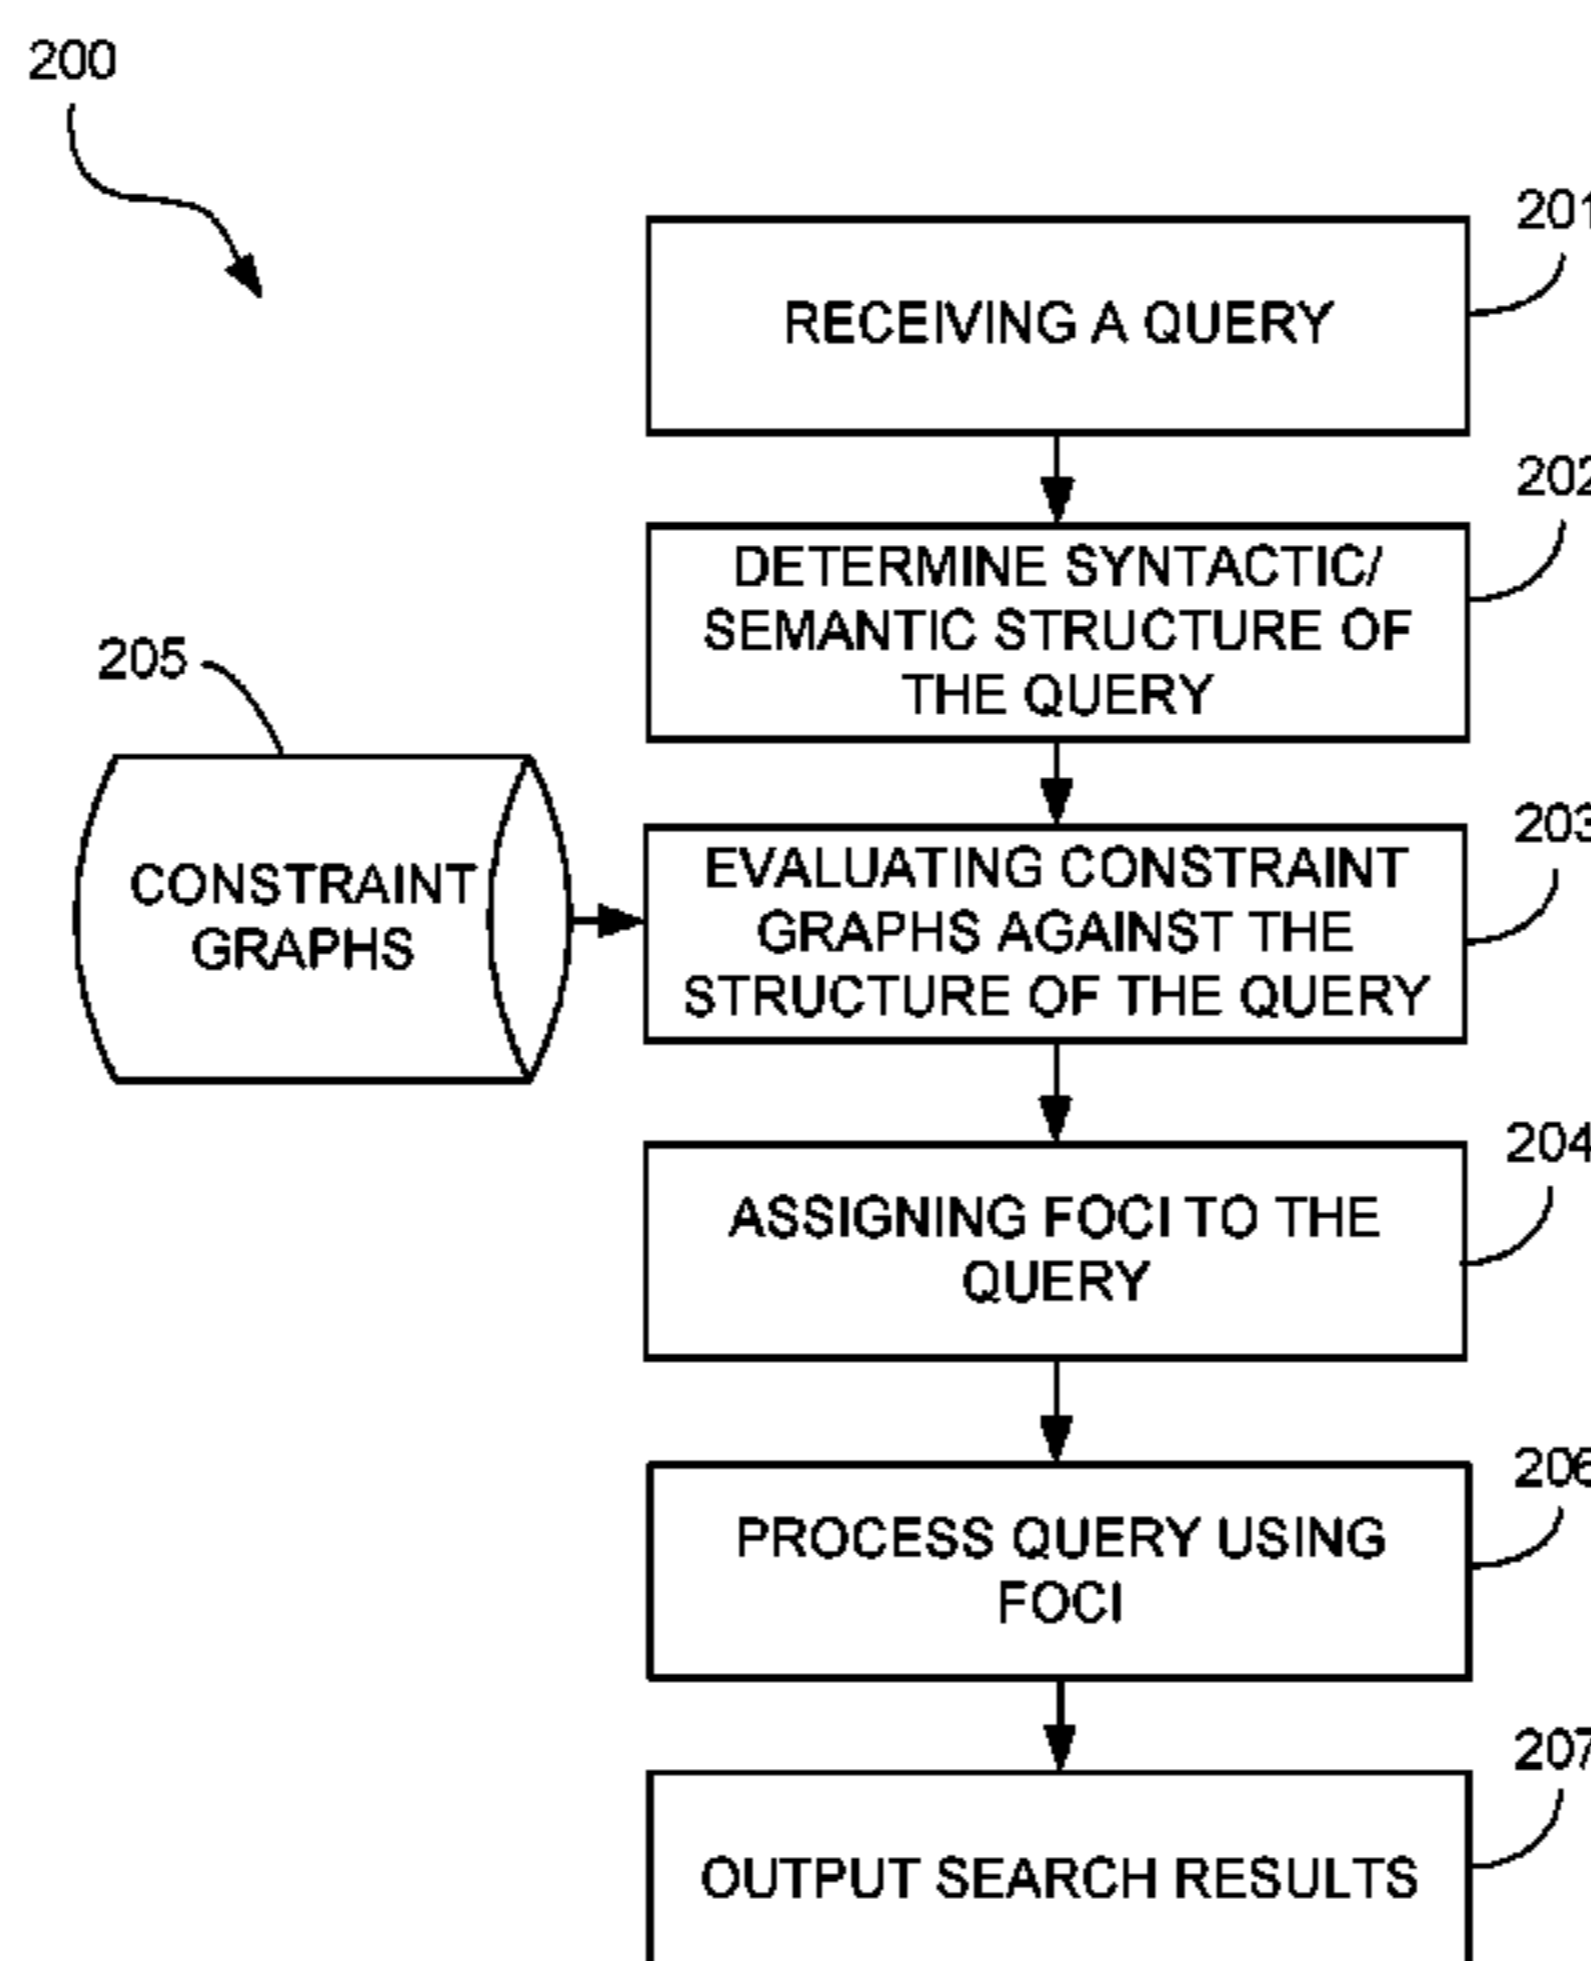 200
201
RECEIVING A QUERY
202
DETERMINE SYNTACTIC/
SEMANTIC STRUCTURE OF
THE QUERY
205
CONSTRAINT
GRAPHS
203
EVALUATING CONSTRAINT
GRAPHS AGAINST THE
STRUCTURE OF THE QUERY
204
ASSIGNING FOCI TO THE
QUERY
206
PROCESS QUERY USING
FOCI
207
OUTPUT SEARCH RESULTS